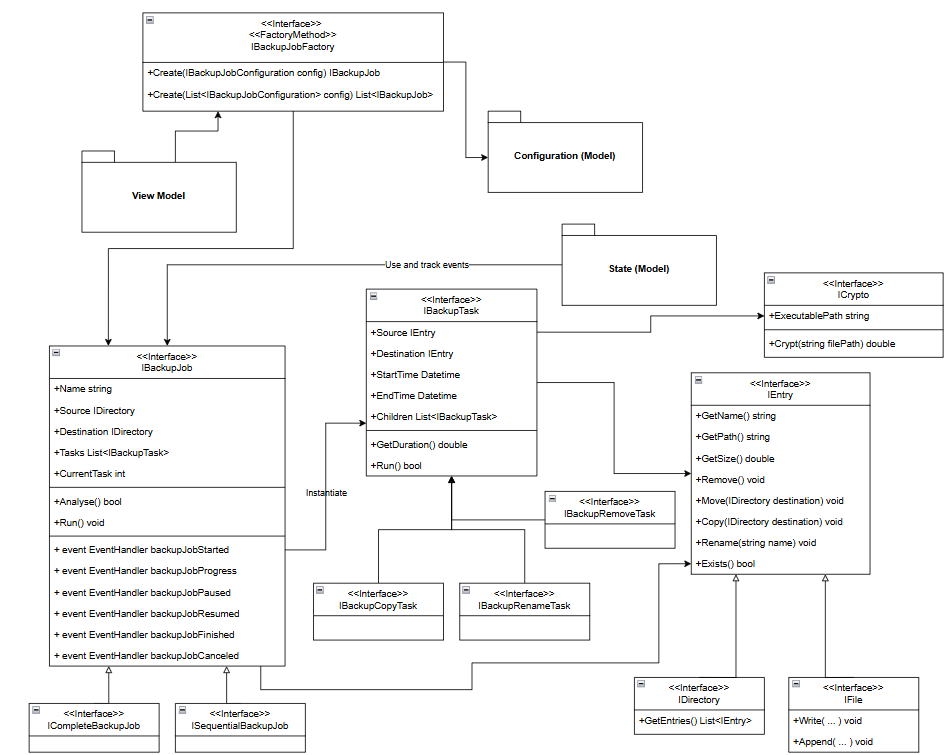 <<Interface>>
<<FactoryMethod>>
IBackupJobFactory
+Create(IBackupJobConfiguration config) IBackupJob
+Create(List<IBackupJobConfiguration> config) List<IBackupJob>
Configuration (Model)
View Model
State (Model)
Use and track events
<<Interface>>
ICrypto
+ExecutablePath string
+Crypt(string filePath) double
<<Interface>>
IBackupTask
+Source IEntry
+Destination IEntry
+StartTime Datetime
+EndTime Datetime
+Children List<IBackupTask>
+GetDuration() double
+Run() bool
<<Interface>>
IBackupJob
+Name string
+Source IDirectory
+Destination IDirectory
+Tasks List<IBackupTask>
+CurrentTask int
+Analyse() bool
+Run() void
+ event EventHandler backupJobStarted
+ event EventHandler backupJobProgress
+ event EventHandler backupJobPaused
+ event EventHandler backupJobResumed
+ event EventHandler backupJobFinished
+ event EventHandler backupJobCanceled
Instantiate
<<Interface>>
IEntry
+GetName() string
+GetPath() string
+GetSize() double
+Remove() void
+Move(IDirectory destination) void
+Copy(IDirectory destination) void
+Rename(string name) void
+Exists() bool
<<Interface>>
IBackupRemoveTask
<<Interface>>
IBackupCopyTask
<<Interface>>
IBackupRenameTask
<<Interface>>
ICompleteBackupJob
<<Interface>>
ISequentialBackupJob
<<Interface>>
IDirectory
+GetEntries() List<IEntry>
<<Interface>>
IFile
+Write( ... ) void
+Append( ... ) void